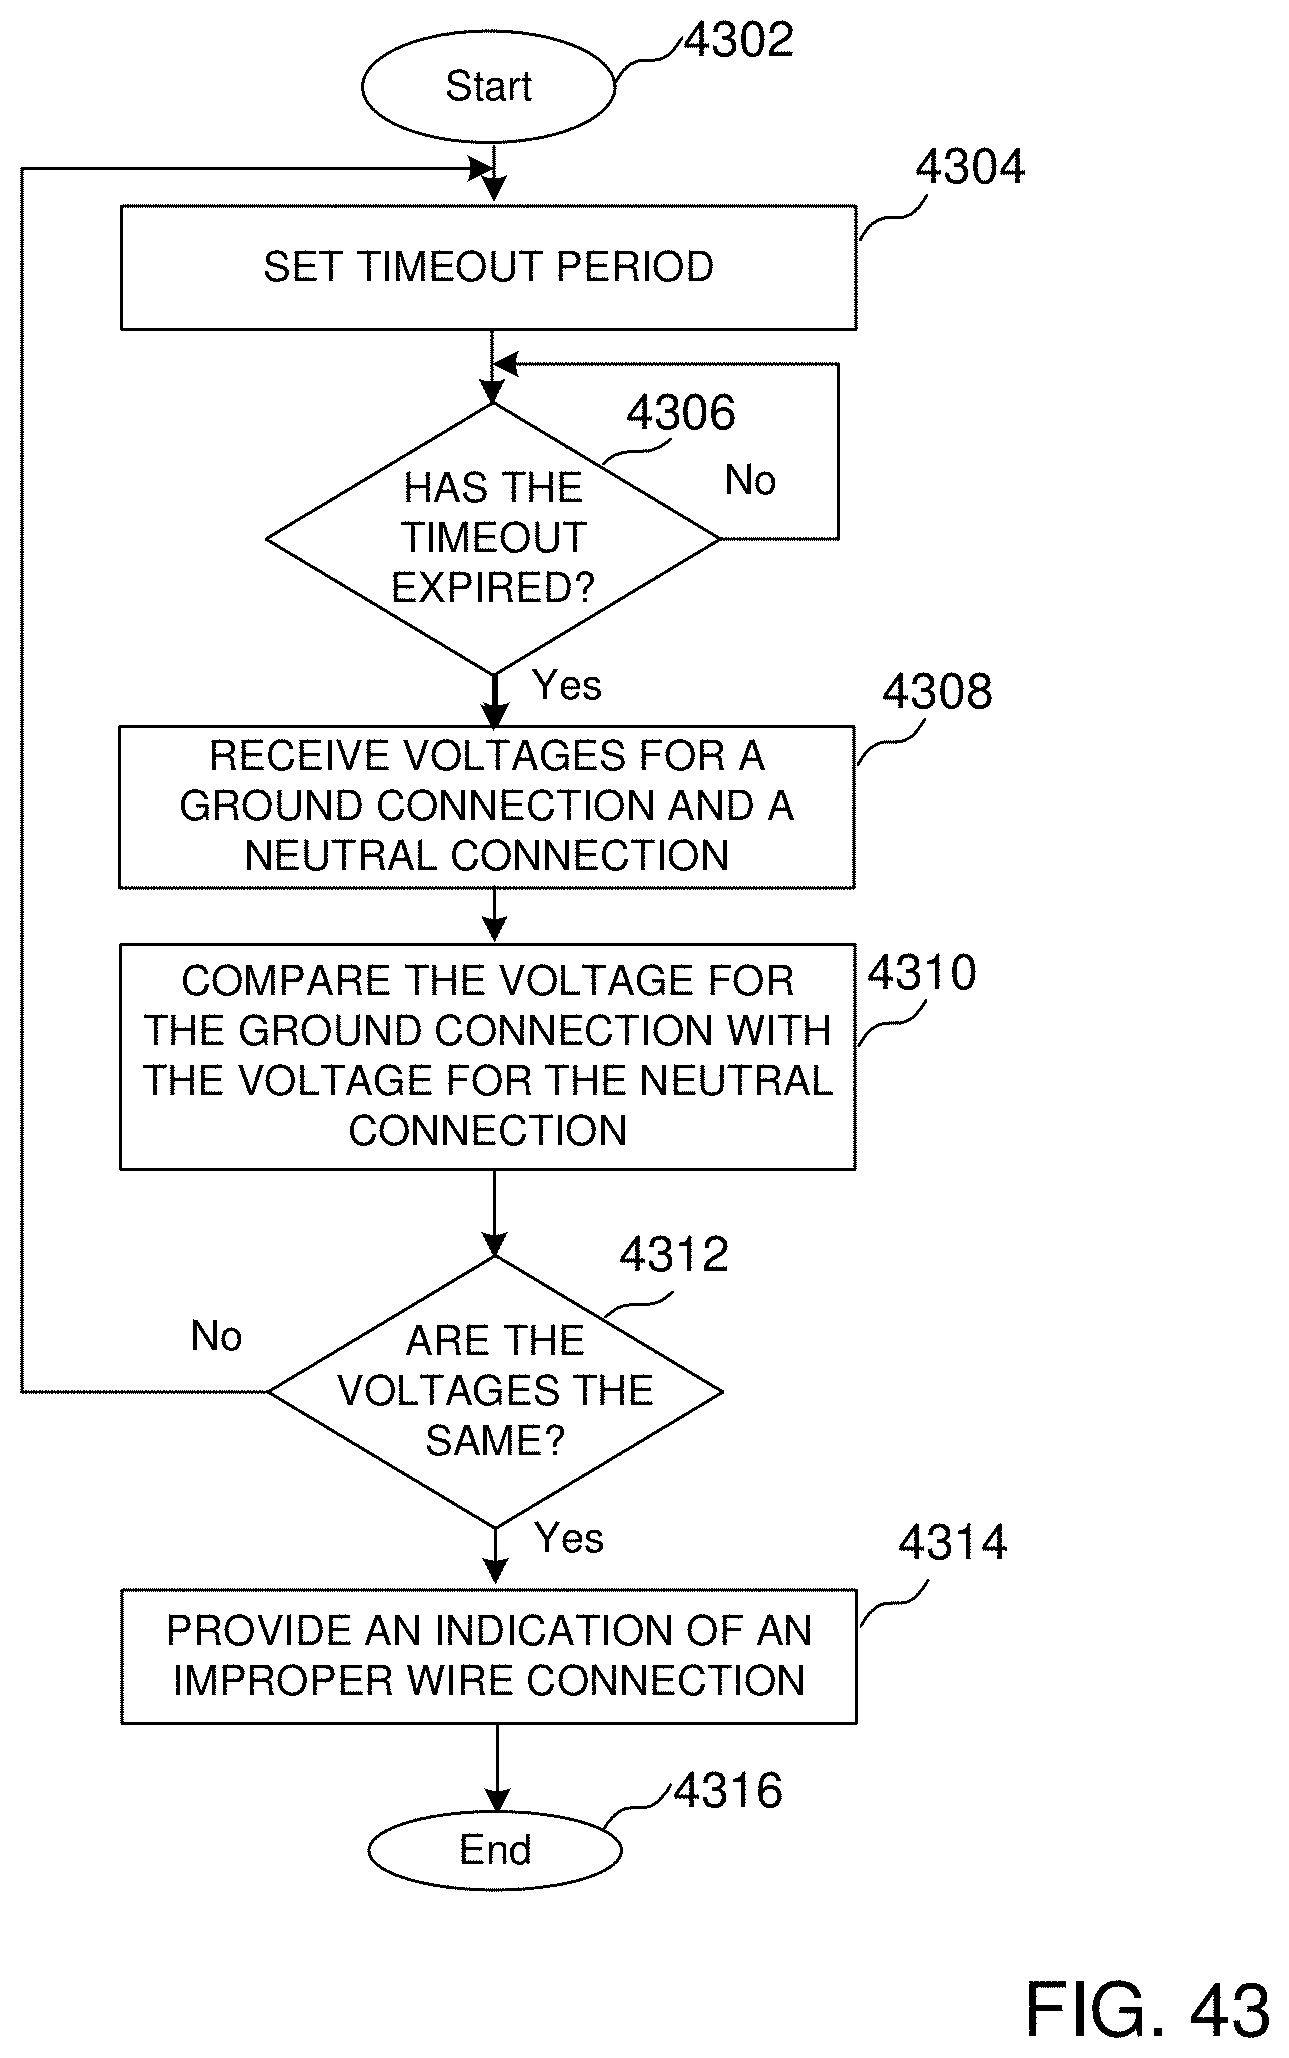 4302
Start
4304
SET TIMEOUT PERIOD
4306
No
HAS THE
TIMEOUT
EXPIRED?
Yes
4308
RECEIVE VOLTAGES FOR A
GROUND CONNECTION AND A
NEUTRAL CONNECTION
4310
COMPARE THE VOLTAGE FOR
THE GROUND CONNECTION WITH
THE VOLTAGE FOR THE NEUTRAL
CONNECTION
4312
No
ARE THE
VOLTAGES THE
SAME?
Yes
4314
PROVIDE AN INDICATION OF AN
IMPROPER WIRE CONNECTION
4316
End
FIG. 43